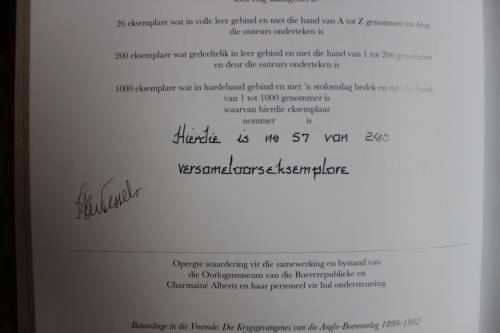 26 eksemplare wat in volle leer gebind en met die hand van A tot Z genommer en deur
die outeurs onderteken is
200 eksemplare wat gedeeltelik in leer gebind en met die hand van 1 tot 200 genommer
en deur die outeurs onderteken is
1000 eksemplare wat in hardeband gebind en met 'n stofomslag bedek en met die hand
van 1 tot 1000 genommer is
waarvan hierdie eksemplaar
nommer is
Hierdie is no 57 van 200
versamelaarseksemplare
Opregte waardering vir die samewerking en bystand van
die Oorlogsmuseum van die Boererepublieke en
Charmainé Alberts en haar personeel vir hul ondersteuning.
Bannelinge in die Vreemde: Die Krygsgevangenes van die Anglo-Boereoorlog 1899-1902